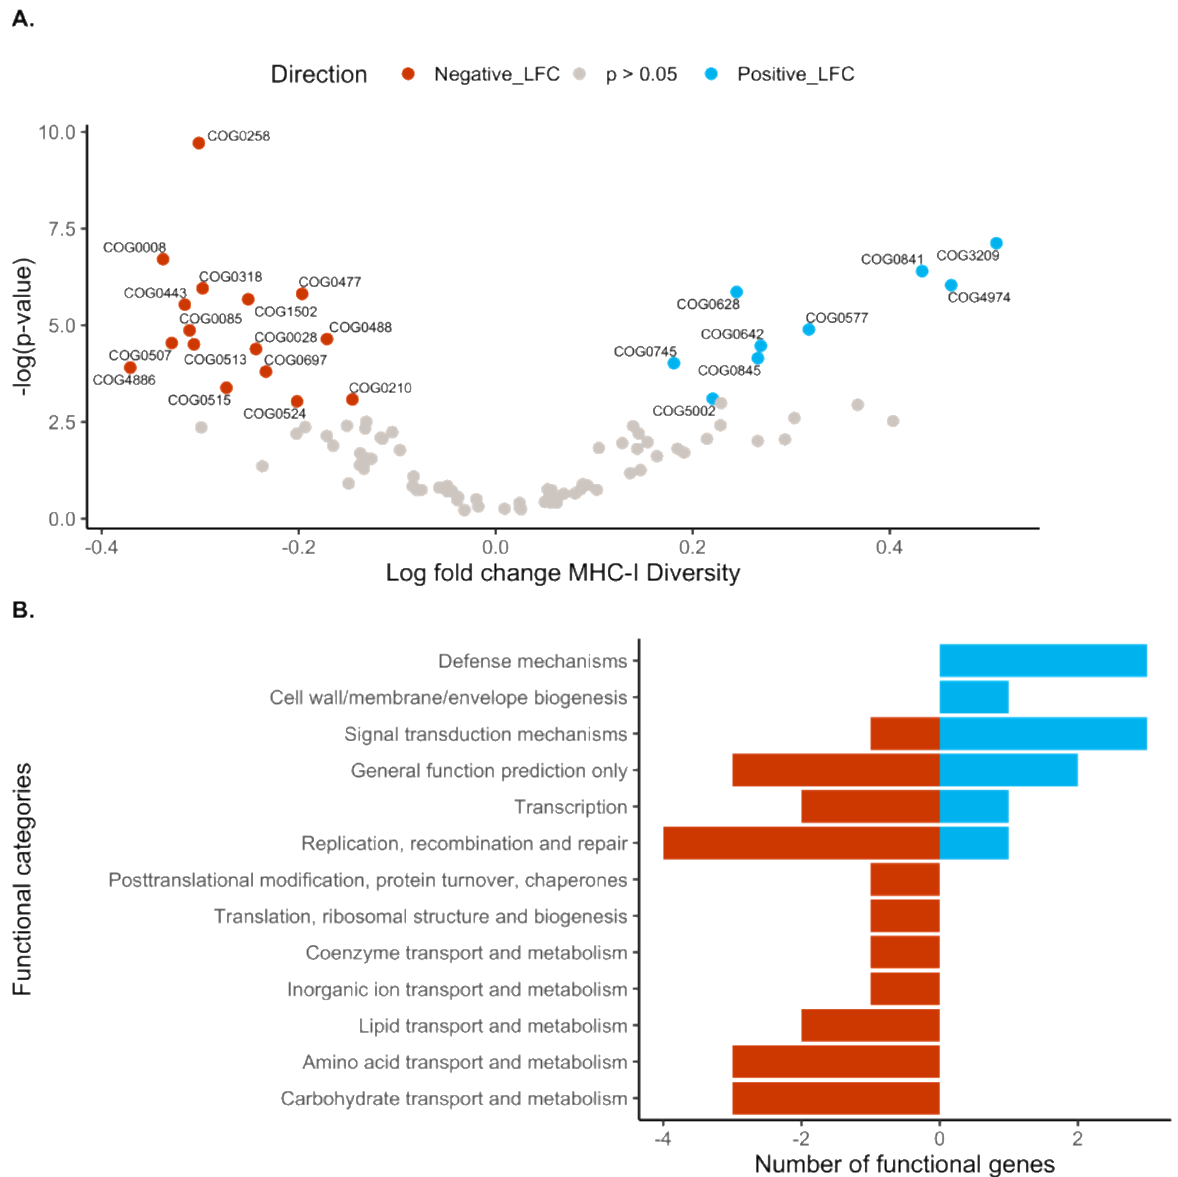 A.
Direction Negative_LFC p > 0.05 Positive_LFC
-log(p-value)
10.0
7.5
5.0
2.5
0.0
COG0258
COG0008
COG0318
COG0477
COG0443
COG1502
COG0085
COG0488
COG0028
COG0507
COG0513
COG0697
COG4886
COG0515
COG0210
COG0524
COG0841
COG3209
COG4974
COG0628
COG0577
COG0642
COG0745
COG0845
COG5002
-0.4 -0.2 0.0 0.2 0.4
Log fold change MHC-I Diversity
B.
Functional categories
Defense mechanisms
Cell wall/membrane/envelope biogenesis
Signal transduction mechanisms
General function prediction only
Transcription
Replication, recombination and repair
Posttranslational modification, protein turnover, chaperones
Translation, ribosomal structure and biogenesis
Coenzyme transport and metabolism
Inorganic ion transport and metabolism
Lipid transport and metabolism
Amino acid transport and metabolism
Carbohydrate transport and metabolism
-4 -2 0 2
Number of functional genes